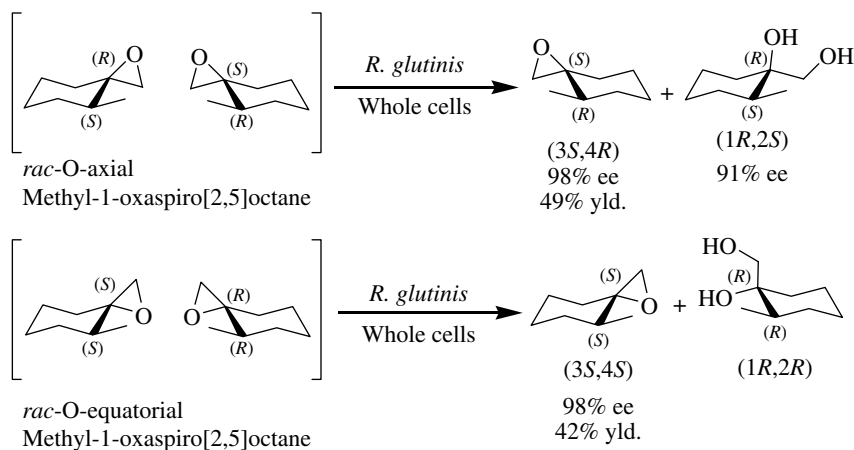 (R) O O (S)
(S) (R)
R. glutinis
Whole cells
rac-O-axial
Methyl-1-oxaspiro[2,5]octane
O (S)
(R)
(3S,4R)
98% ee
49% yld.
+
OH
(R) OH
(S)
(1R,2S)
91% ee
(S) (R)
O O
(S) (R)
R. glutinis
Whole cells
rac-O-equatorial
Methyl-1-oxaspiro[2,5]octane
(S)
O
(S)
(3S,4S)
98% ee
42% yld.
+
HO
(R)
HO
(R)
(1R,2R)